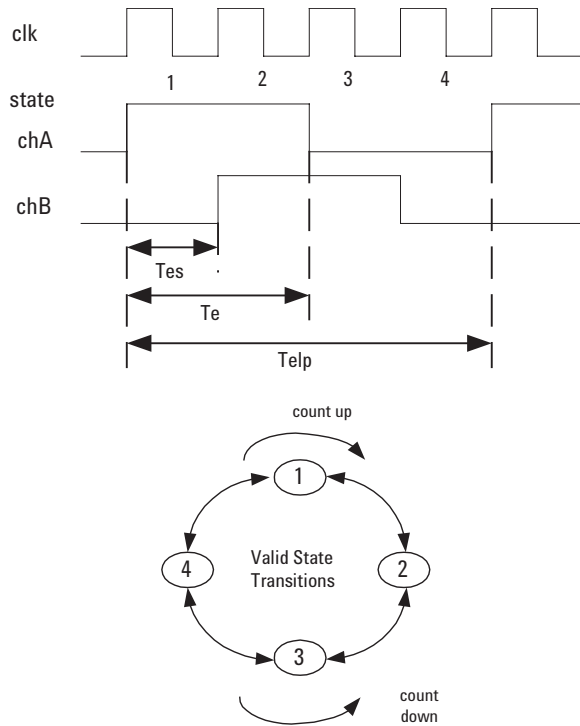 clk
1 2 3 4
state
chA
chB
Tes
Te
Telp
count up
1
4
Valid State
Transitions
2
3
count
down